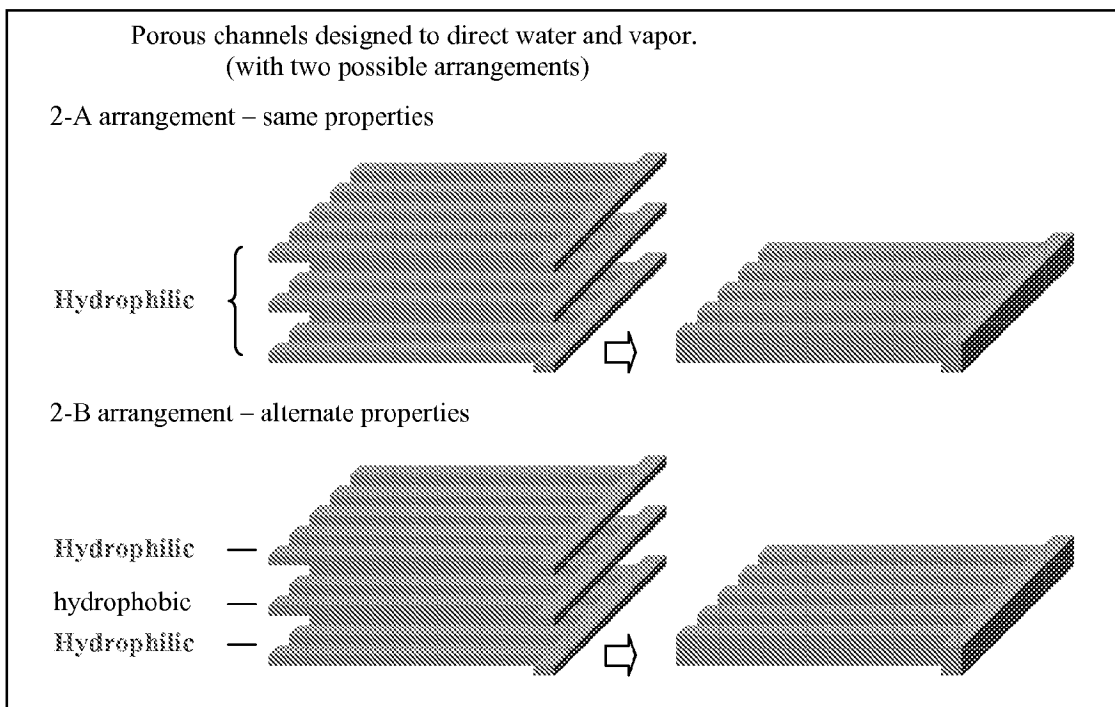 Porous channels designed to direct water and vapor.
(with two possible arrangements)
2-A arrangement – same properties
Hydrophilic
2-B arrangement – alternate properties
Hydrophilic
hydrophobic
Hydrophilic